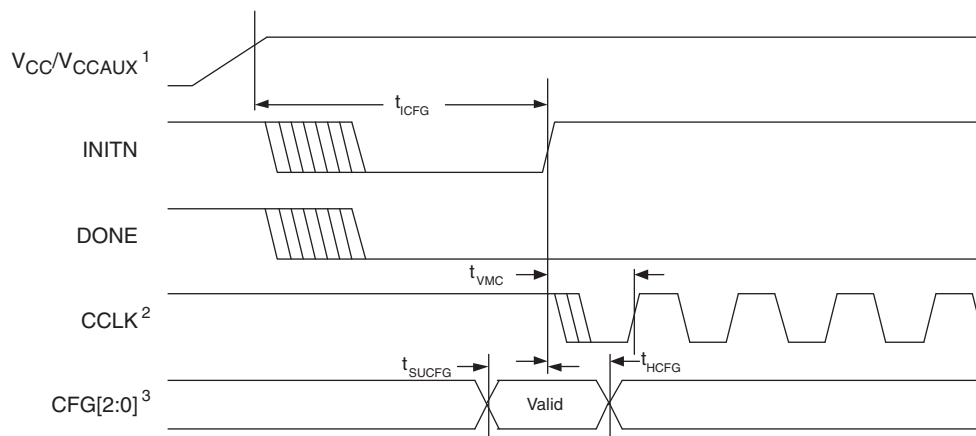 VCC/VCCAUX 1
tICFG
INITN
DONE
tVMC
CCLK 2
tSUCFG
tHCFG
CFG[2:0] 3
Valid